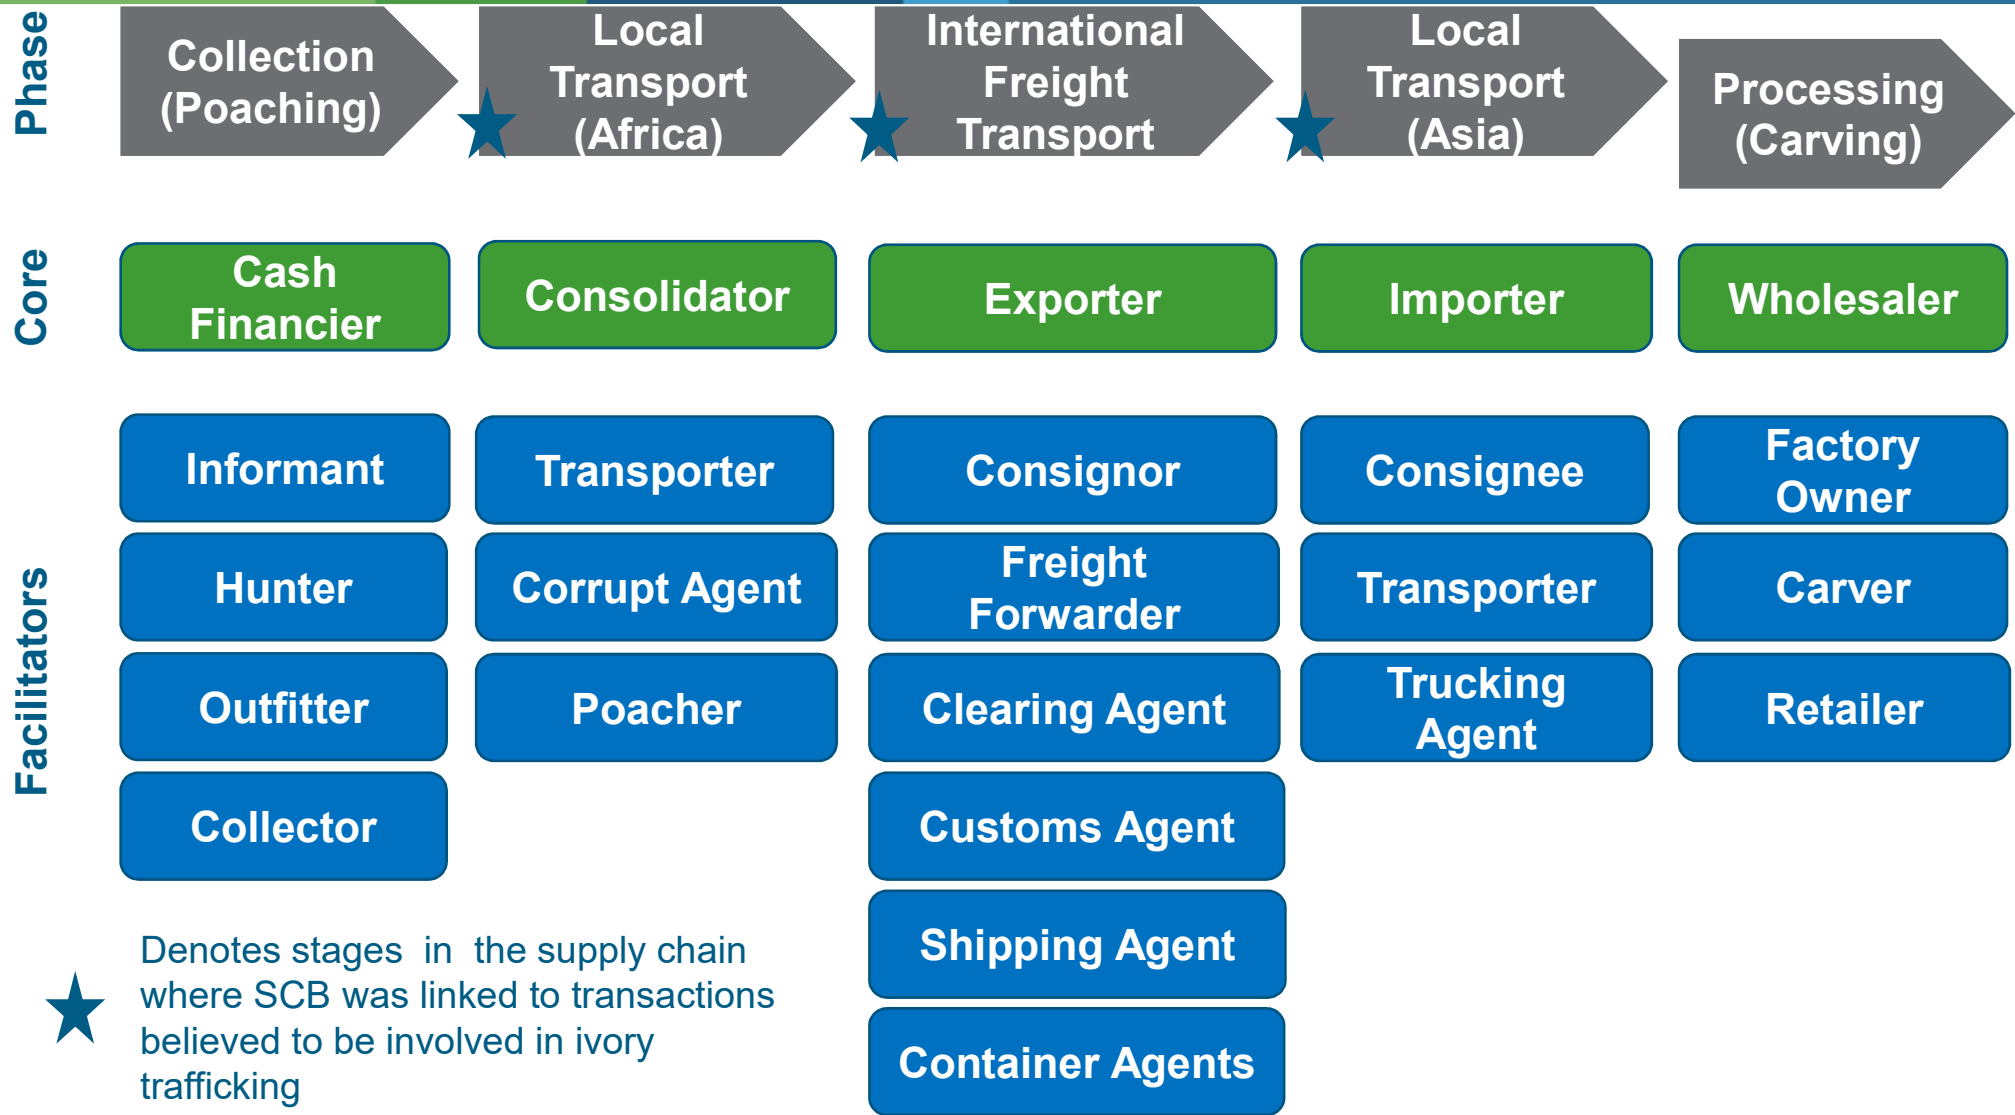 Phase
Collection
(Poaching)
Local
Transport
(Africa)
International
Freight
Transport
Local
Transport
(Asia)
Processing
(Carving)
Core
Cash
Financier
Consolidator
Exporter
Importer
Wholesaler
Facilitators
Informant
Transporter
Consignor
Consignee
Factory
Owner
Hunter
Corrupt Agent
Freight
Forwarder
Transporter
Carver
Outfitter
Poacher
Clearing Agent
Trucking
Agent
Retailer
Collector
Customs Agent
Shipping Agent
Container Agents
Denotes stages in the supply chain
where SCB was linked to transactions
believed to be involved in ivory
trafficking